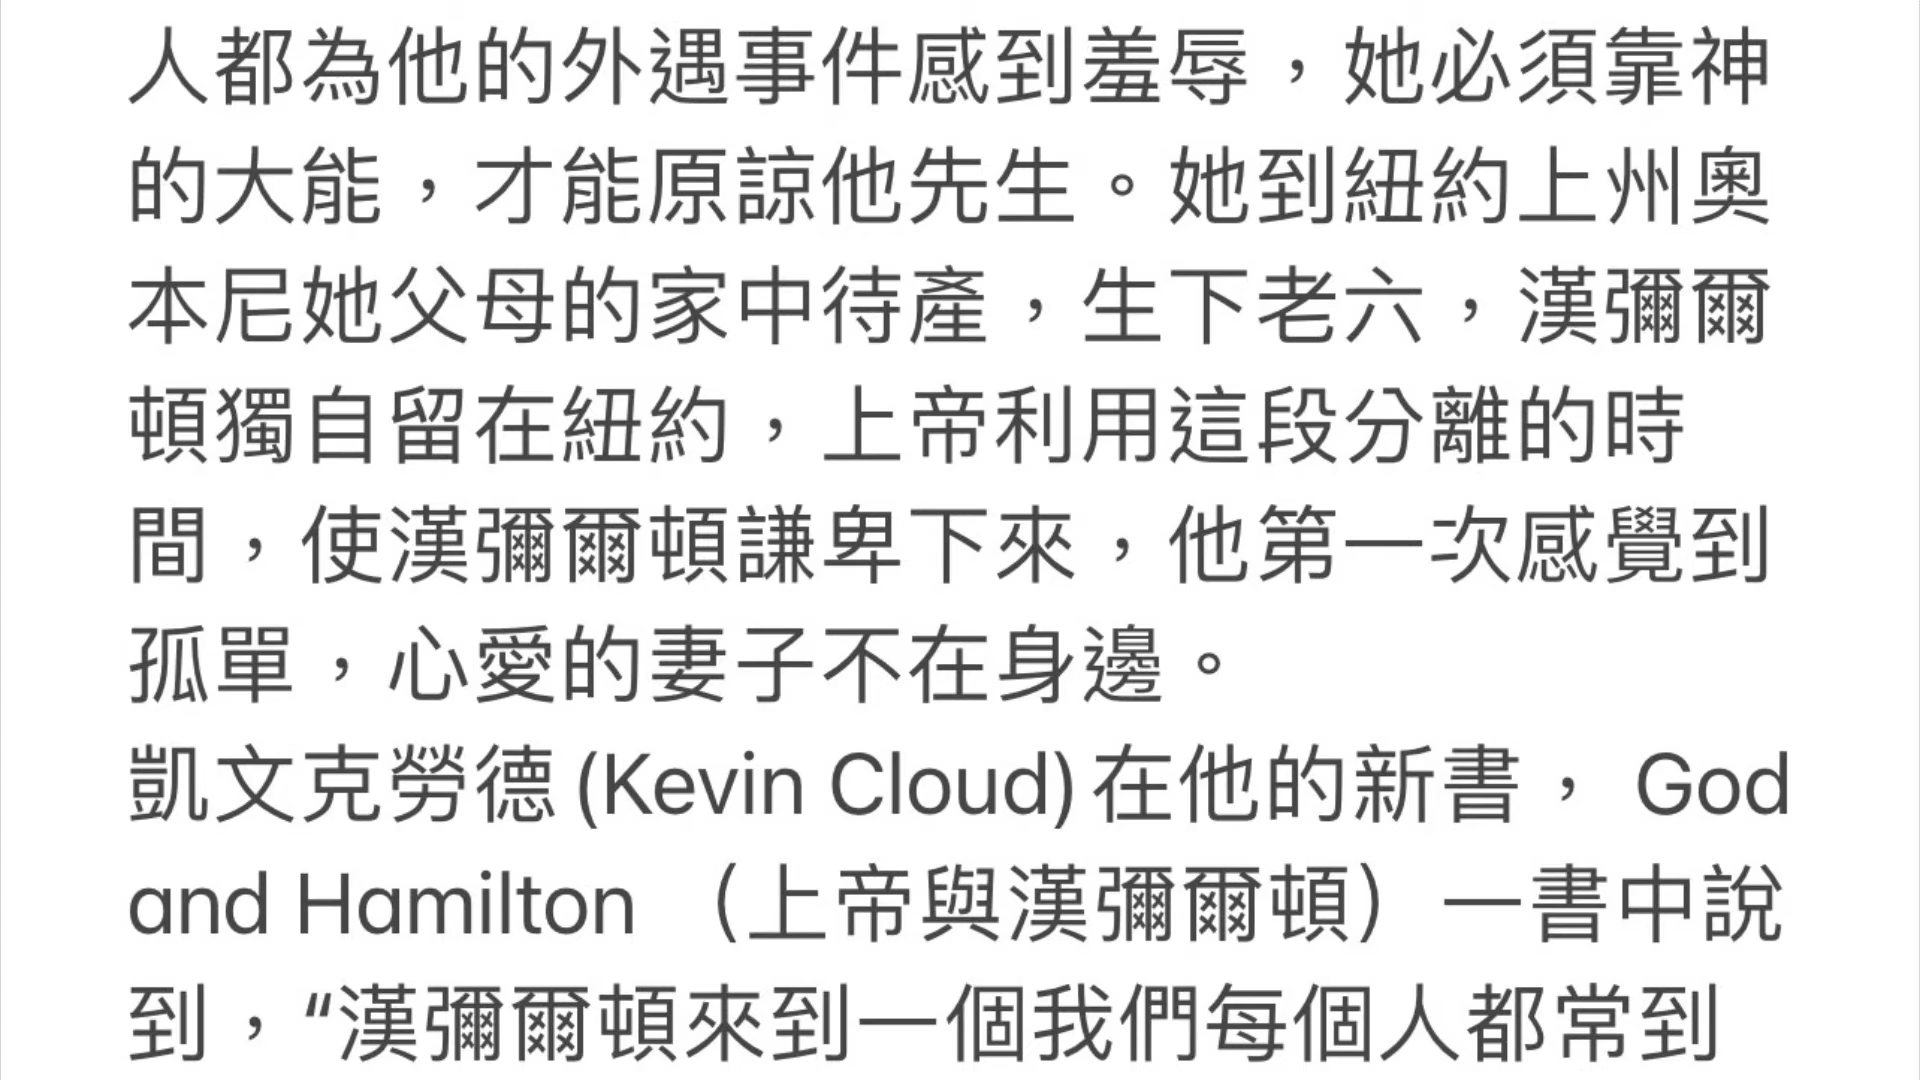 人都為他的外遇事件感到羞辱，她必須靠神
的大能，才能原諒他先生。她到紐約上州奧
本尼她父母的家中待產，生下老六，漢彌爾
頓獨自留在紐約，上帝利用這段分離的時
間，使漢彌爾頓謙卑下來，他第一次感覺到
孤單，心愛的妻子不在身邊。
凱文克勞德 (Kevin Cloud) 在他的新書， God
and Hamilton （上帝與漢彌爾頓）一書中說
到，“漢彌爾頓來到一個我們每個人都常到